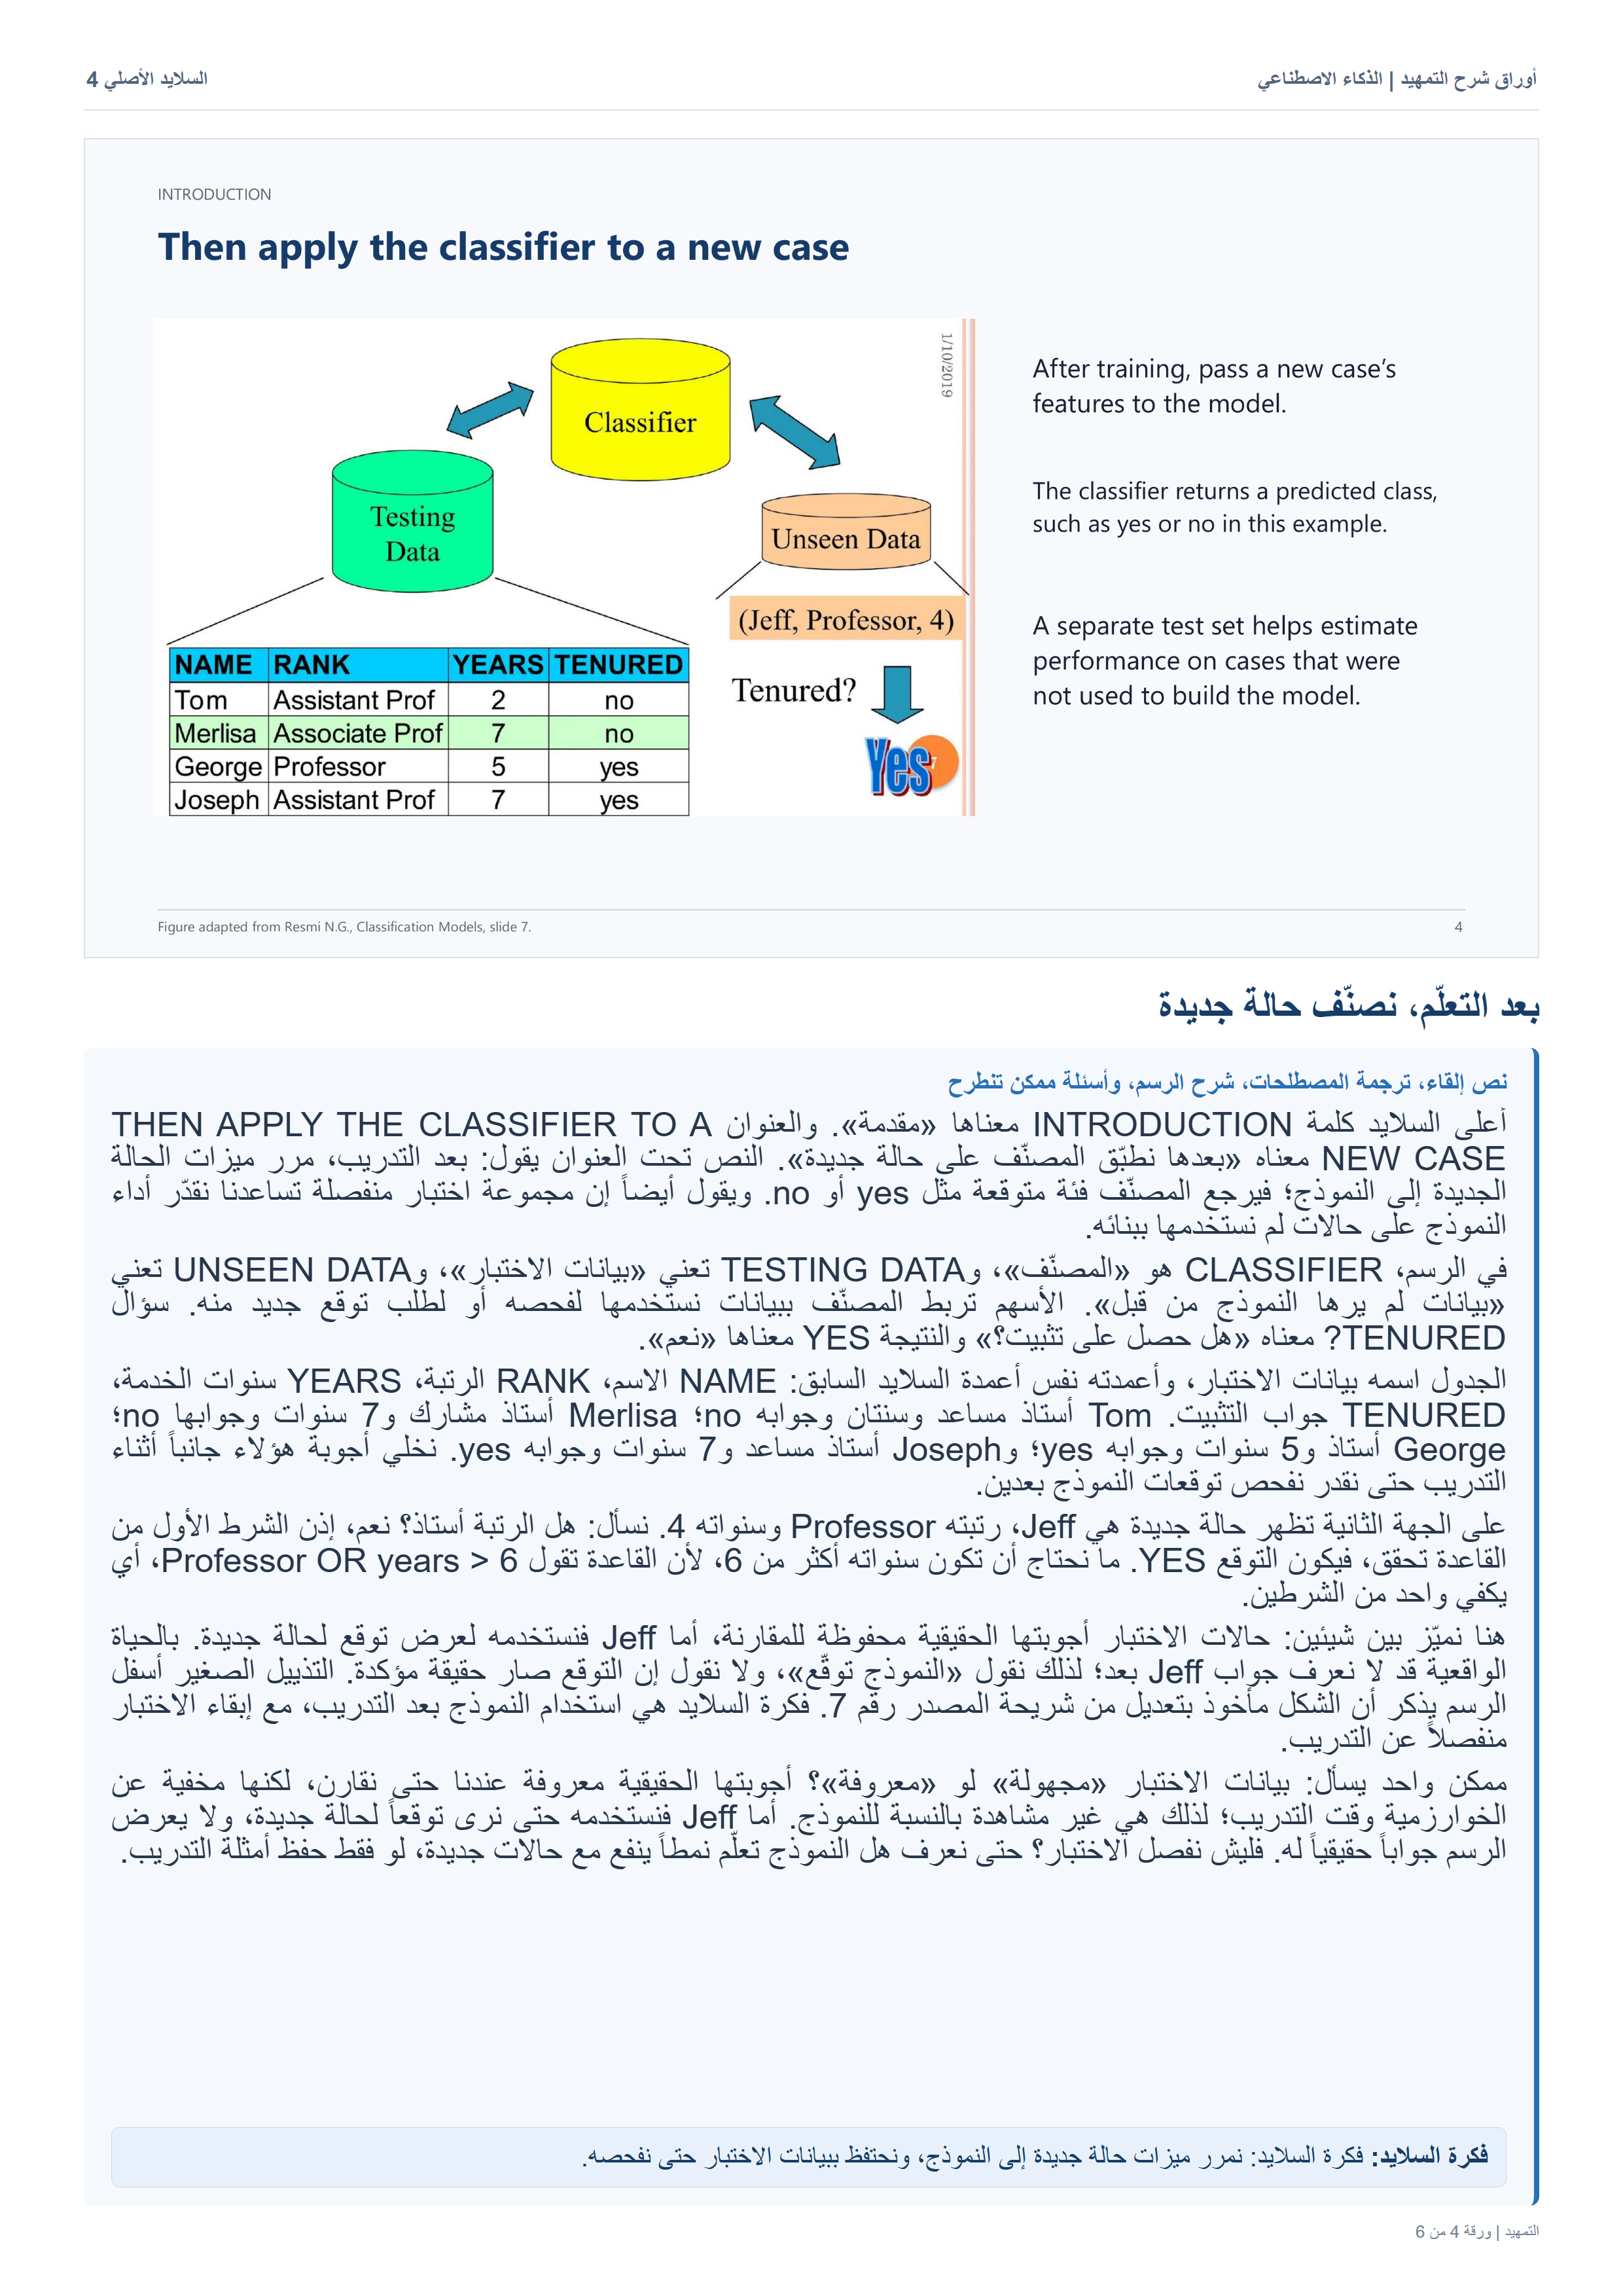 أوراق شرح التمهيد | الذكاء الاصطناعي
السلايد الأصلي 4
INTRODUCTION
Then apply the classifier to a new case
1/10/2019
Classifier
Testing
Data
Unseen Data
(Jeff, Professor, 4)
NAME RANK YEARS TENURED
Tom Assistant Prof 2 no
Merlisa Associate Prof 7 no
George Professor 5 yes
Joseph Assistant Prof 7 yes
Tenured?
Yes
After training, pass a new case’s
features to the model.
The classifier returns a predicted class,
such as yes or no in this example.
A separate test set helps estimate
performance on cases that were
not used to build the model.
Figure adapted from Resmi N.G., Classification Models, slide 7.
4
بعد التعلّم، نصنّف حالة جديدة
نص إلقاء، ترجمة المصطلحات، شرح الرسم، وأسئلة ممكن تنطرح
أعلى السلايد كلمة INTRODUCTION معناها «مقدمة». والعنوان THEN APPLY THE CLASSIFIER TO A
NEW CASE معناه «بعدها نطبّق المصنّف على حالة جديدة». النص تحت العنوان يقول: بعد التدريب، مرر ميزات الحالة
الجديدة إلى النموذج؛ فيرجع المصنّف فئة متوقعة مثل yes أو no. ويقول أيضاً إن مجموعة اختبار منفصلة تساعدنا نقدّر أداء
النموذج على حالات لم نستخدمها ببنائه.
في الرسم، CLASSIFIER هو «المصنّف»، وTESTING DATA تعني «بيانات الاختبار»، وUNSEEN DATA تعني
«بيانات لم يرها النموذج من قبل». الأسهم تربط المصنّف ببيانات نستخدمها لفحصه أو لطلب توقع جديد منه. سؤال
TENURED? معناه «هل حصل على تثبيت؟» والنتيجة YES معناها «نعم».
الجدول اسمه بيانات الاختبار، وأعمدته نفس أعمدة السلايد السابق: NAME الاسم، RANK الرتبة، YEARS سنوات الخدمة،
TENURED جواب التثبيت. Tom أستاذ مساعد وسنتان وجوابه no؛ Merlisa أستاذ مشارك و7 سنوات وجوابها no؛
George أستاذ و5 سنوات وجوابه yes؛ وJoseph أستاذ مساعد و7 سنوات وجوابه yes. نخلي أجوبة هؤلاء جانباً أثناء
التدريب حتى نقدر نفحص توقعات النموذج بعدين.
على الجهة الثانية تظهر حالة جديدة هي Jeff، رتبته Professor وسنواته 4. نسأل: هل الرتبة أستاذ؟ نعم، إذن الشرط الأول من
القاعدة تحقق، فيكون التوقع YES. ما نحتاج أن تكون سنواته أكثر من 6، لأن القاعدة تقول Professor OR years > 6، أي
يكفي واحد من الشرطين.
هنا نميّز بين شيئين: حالات الاختبار أجوبتها الحقيقية محفوظة للمقارنة، أما Jeff فنستخدمه لعرض توقع لحالة جديدة. بالحياة
الواقعية قد لا نعرف جواب Jeff بعد؛ لذلك نقول «النموذج توقّع»، ولا نقول إن التوقع صار حقيقة مؤكدة. التذييل الصغير أسفل
الرسم يذكر أن الشكل مأخوذ بتعديل من شريحة المصدر رقم 7. فكرة السلايد هي استخدام النموذج بعد التدريب، مع إبقاء الاختبار
منفصلاً عن التدريب.
ممكن واحد يسأل: بيانات الاختبار «مجهولة» لو «معروفة»؟ أجوبتها الحقيقية معروفة عندنا حتى نقارن، لكنها مخفية عن
الخوارزمية وقت التدريب؛ لذلك هي غير مشاهدة بالنسبة للنموذج. أما Jeff فنستخدمه حتى نرى توقعاً لحالة جديدة، ولا يعرض
الرسم جواباً حقيقياً له. فليش نفصل الاختبار؟ حتى نعرف هل النموذج تعلّم نمطاً ينفع مع حالات جديدة، لو فقط حفظ أمثلة التدريب.
فكرة السلايد: فكرة السلايد: نمرر ميزات حالة جديدة إلى النموذج، ونحتفظ ببيانات الاختبار حتى نفحصه.
التمهيد | ورقة 4 من 6